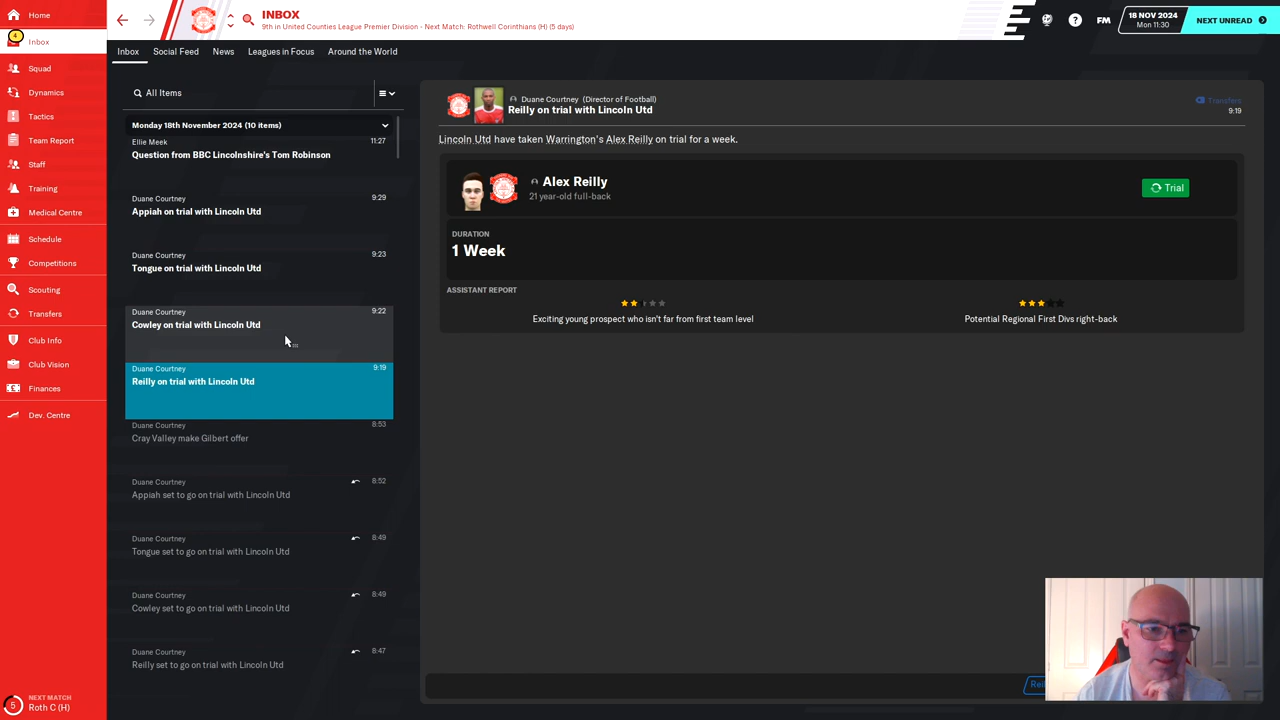 Home
Inbox
4
Squad
Dynamics
Tactics
Team Report
Staff
Training
Medical Centre
Schedule
Competitions
Scouting
Transfers
Club Info
Club Vision
Finances
Dev. Centre
5
NEXT MATCH
Roth C (H)
INBOX
9th in United Counties League Premier Division - Next Match: Rothwell Corinthians (H) (5 days)
?
FM
18 NOV 2024
Mon 11:30
NEXT UNREAD
Inbox
Social Feed
News
Leagues in Focus
Around the World
All Items
Monday 18th November 2024 (10 items)
Ellie Meek 11:27
Question from BBC Lincolnshire's Tom Robinson
Duane Courtney 9:29
Appiah on trial with Lincoln Utd
Duane Courtney 9:23
Tongue on trial with Lincoln Utd
Duane Courtney 9:22
Cowley on trial with Lincoln Utd
Duane Courtney 9:19
Reilly on trial with Lincoln Utd
Duane Courtney 8:53
Cray Valley make Gilbert offer
Duane Courtney 8:52
Appiah set to go on trial with Lincoln Utd
Duane Courtney 8:49
Tongue set to go on trial with Lincoln Utd
Duane Courtney 8:49
Cowley set to go on trial with Lincoln Utd
Duane Courtney 8:47
Reilly set to go on trial with Lincoln Utd
Duane Courtney (Director of Football)
Reilly on trial with Lincoln Utd
Transfers
9:19
Lincoln Utd have taken Warrington's Alex Reilly on trial for a week.
Alex Reilly
21 year-old full-back
Trial
DURATION
1 Week
ASSISTANT REPORT
Exciting young prospect who isn't far from first team level
Potential Regional First Divs right-back